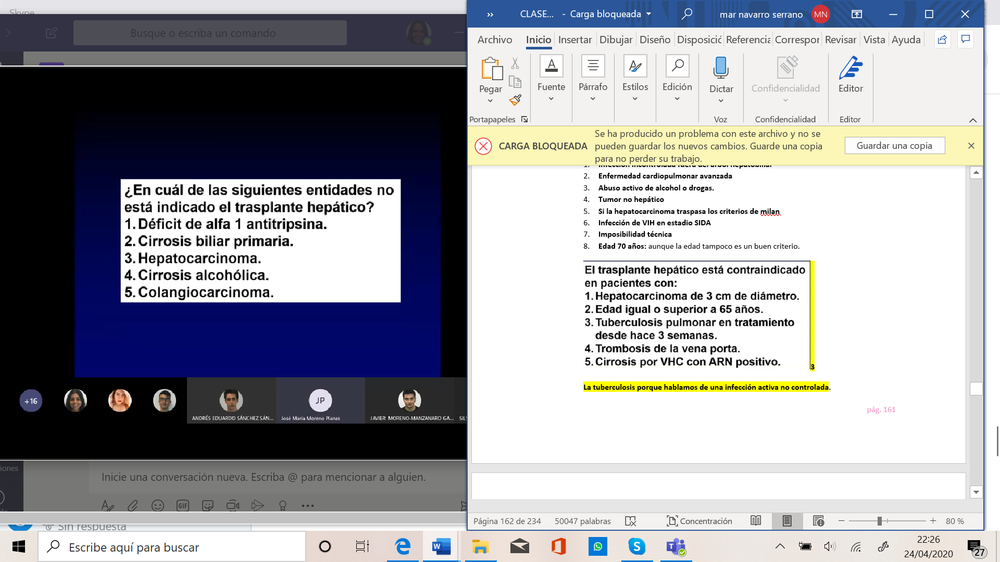 Skype
Busque o escriba un comando
¿En cuál de las siguientes entidades no
está indicado el trasplante hepático?
1. Déficit de alfa 1 antitripsina.
2. Cirrosis biliar primaria.
3. Hepatocarcinoma.
4. Cirrosis alcohólica.
5. Colangiocarcinoma.
+16
ANDRÉS EDUARDO SÁNCHEZ SÁN...
JP
José María Moreno Planas
JAVIER MORENO-MANZANARO GA...
SIL
iones
Inicie una conversación nueva. Escriba @ para mencionar a alguien.
GIF
Sin respuesta
CLASE... - Carga bloqueada
mar navarro serrano
MN
Archivo
Inicio
Insertar
Dibujar
Diseño
Disposició
Referencia
Correspor
Revisar
Vista
Ayuda
Pegar
Fuente
Párrafo
Estilos
Edición
Dictar
Confidencialidad
Editor
Portapapeles
Voz
Confidencialidad
Editor
CARGA BLOQUEADA
Se ha producido un problema con este archivo y no se
pueden guardar los nuevos cambios. Guarde una copia
para no perder su trabajo.
Guardar una copia
1. Infección incontrolada fuera del árbol hepatobiliar
2. Enfermedad cardiopulmonar avanzada
3. Abuso activo de alcohol o drogas.
4. Tumor no hepático
5. Si la hepatocarcinoma traspasa los criterios de milan
6. Infección de VIH en estadio SIDA
7. Imposibilidad técnica
8. Edad 70 años: aunque la edad tampoco es un buen criterio.
El trasplante hepático está contraindicado
en pacientes con:
1. Hepatocarcinoma de 3 cm de diámetro.
2. Edad igual o superior a 65 años.
3. Tuberculosis pulmonar en tratamiento
desde hace 3 semanas.
4. Trombosis de la vena porta.
5. Cirrosis por VHC con ARN positivo.
3
La tuberculosis porque hablamos de una infección activa no controlada.
pág. 161
Página 162 de 234
50047 palabras
Concentración
80 %
Escribe aquí para buscar
22:26
24/04/2020
27